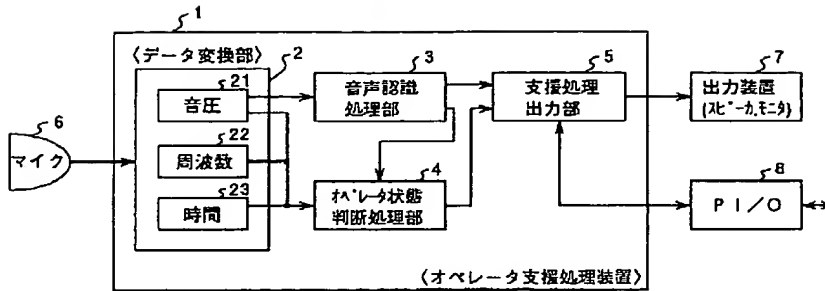 1
〈データ変換部〉
2
21
音圧
22
周波数
23
時間
3
音声認識
処理部
4
オペレータ状態
判断処理部
5
支援処理
出力部
6
マイク
7
出力装置
(スピーカ,モニタ)
8
PI/O
〈オペレータ支援処理装置〉